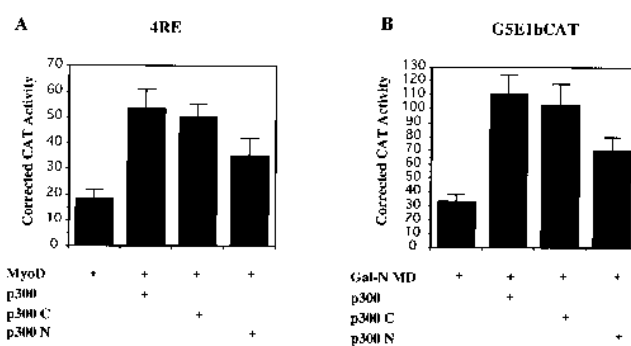 A
4RE
Corrected CAT Activity
70
60
50
40
30
20
10
0
MyoD + + + +
p300 +
p300 C +
p300 N +
B
G5E1bCAT
Corrected CAT Activity
130
120
110
100
90
80
70
60
50
40
30
20
10
0
Gal-N MD + + + +
p300 +
p300 C +
p300 N +